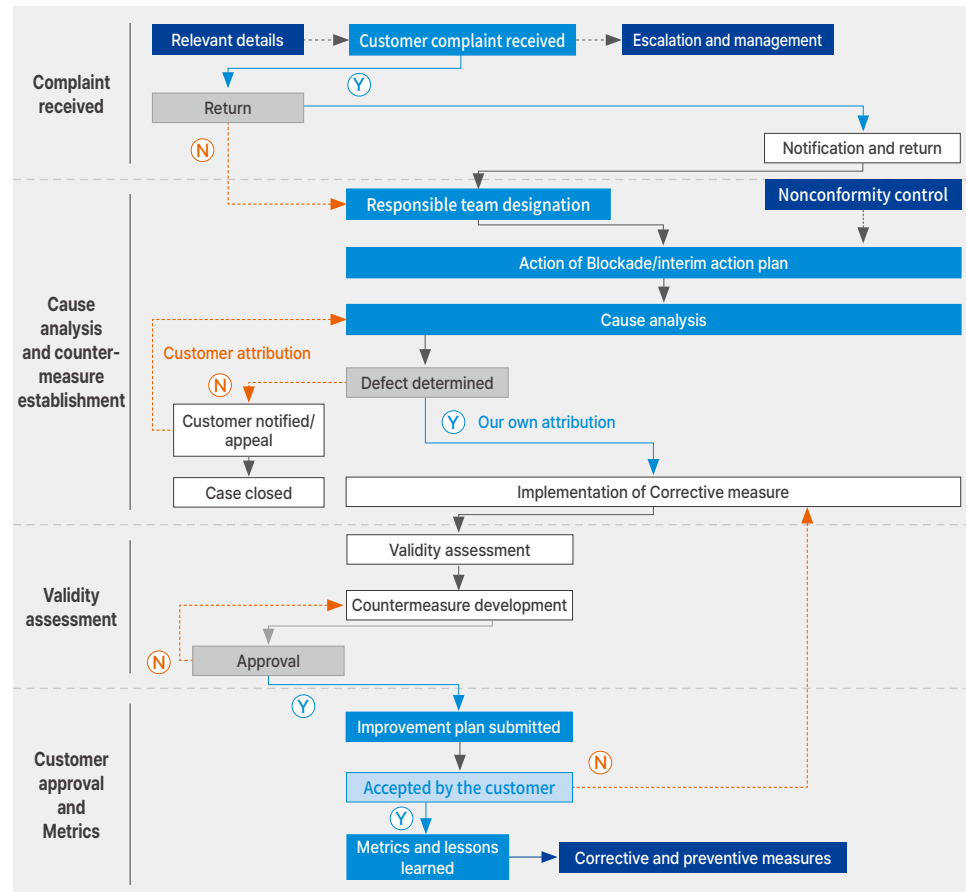 Complaint
received
Relevant details
Customer complaint received
Escalation and management
Y
Return
N
Notification and return
Cause
analysis
and counter-
measure
establishment
Responsible team designation
Nonconformity control
Action of Blockade/interim action plan
Cause analysis
Customer attribution
N
Defect determined
Customer notified/
appeal
Y
Our own attribution
Case closed
Implementation of Corrective measure
Validity
assessment
Validity assessment
Countermeasure development
N
Approval
Y
Customer
approval
and
Metrics
Improvement plan submitted
N
Accepted by the customer
Y
Metrics and lessons
learned
Corrective and preventive measures